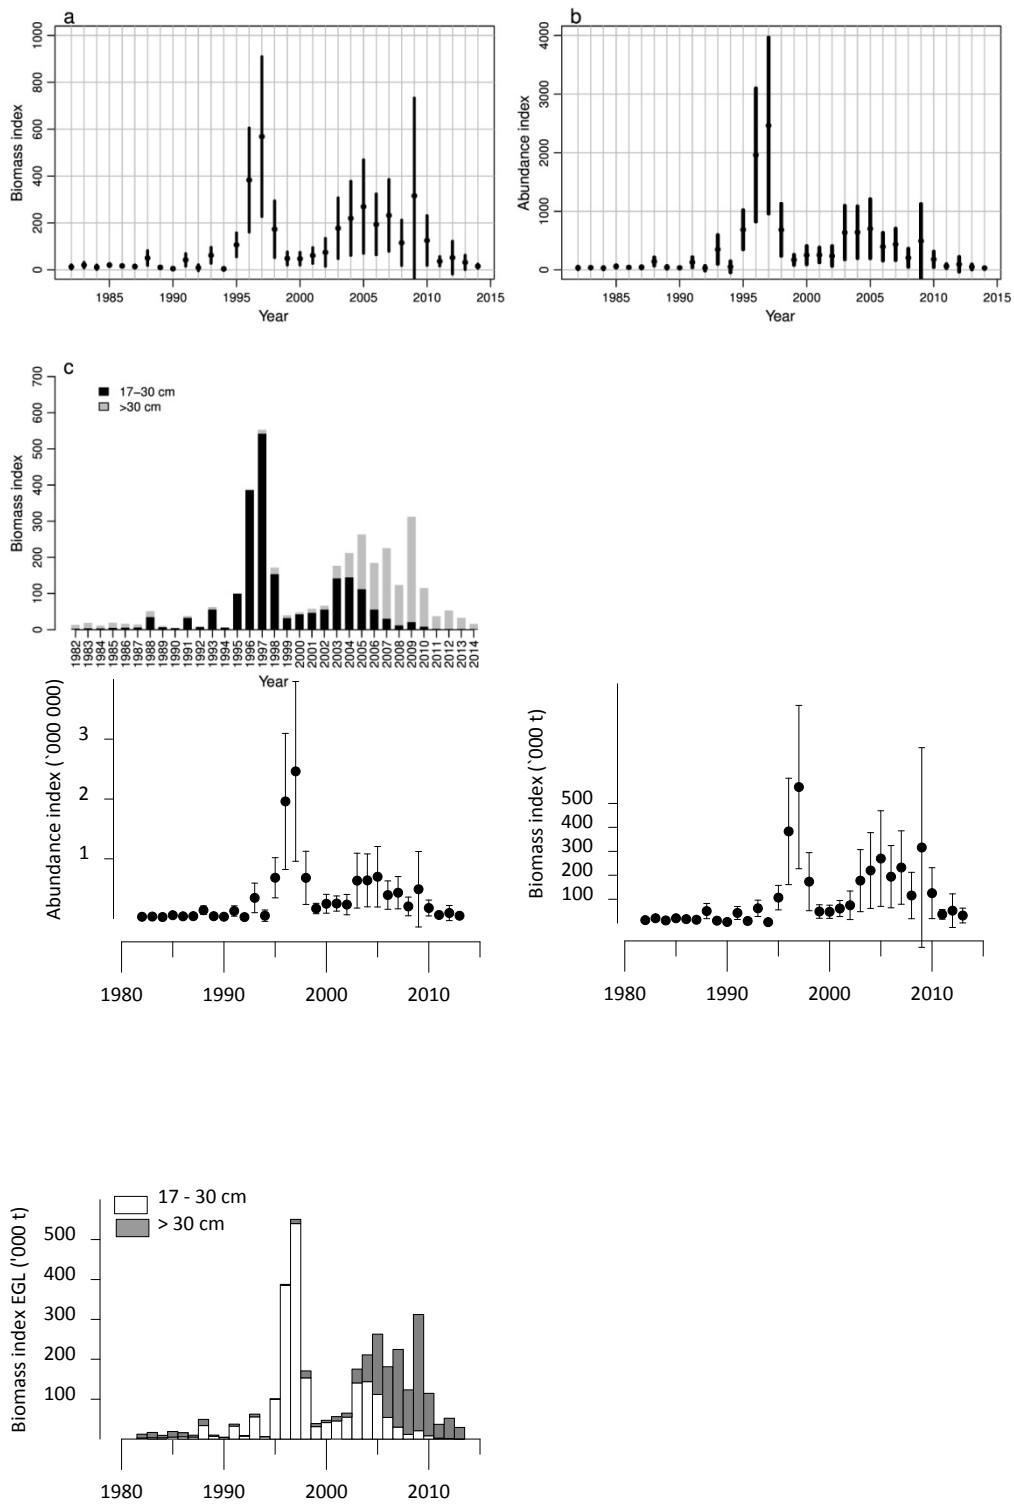 a
Biomass index
0 200 400 600 800 1000
1985 1990 1995 2000 2005 2010 2015
Year
b
Abundance index
0 1000 2000 3000 4000
1985 1990 1995 2000 2005 2010 2015
Year
c
Biomass index
0 100 200 300 400 500 600 700
17–30 cm
>30 cm
1982 1983 1984 1985 1986 1987 1988 1989 1990 1991 1992 1993 1994 1995 1996 1997 1998 1999 2000 2001 2002 2003 2004 2005 2006 2007 2008 2009 2010 2011 2012 2013 2014
Year
Abundance index (`000 000)
3
2
1
1980 1990 2000 2010
Biomass index (`000 t)
500
400
300
200
100
1980 1990 2000 2010
Biomass index EGL ('000 t)
17 - 30 cm
> 30 cm
500
400
300
200
100
1980 1990 2000 2010